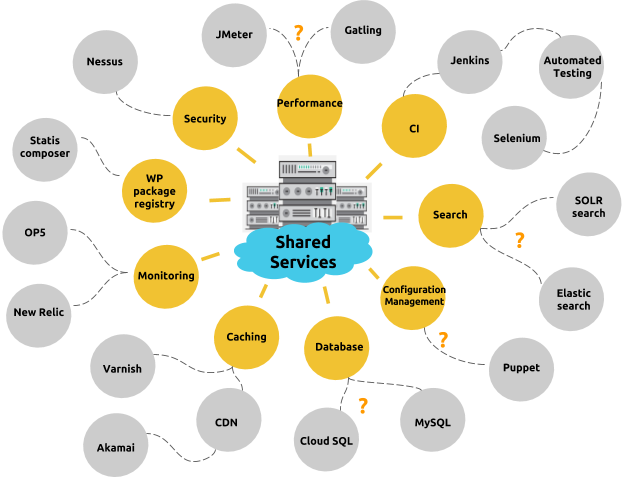 JMeter
?
Gatling
Nessus
Jenkins
Automated
Testing
Performance
Security
CI
Selenium
Statis
composer
WP
package
registry
SOLR
search
Search
OP5
?
Shared
Services
Monitoring
Configuration
Management
Elastic
search
New Relic
Caching
Database
?
Varnish
Puppet
?
CDN
MySQL
Akamai
Cloud SQL